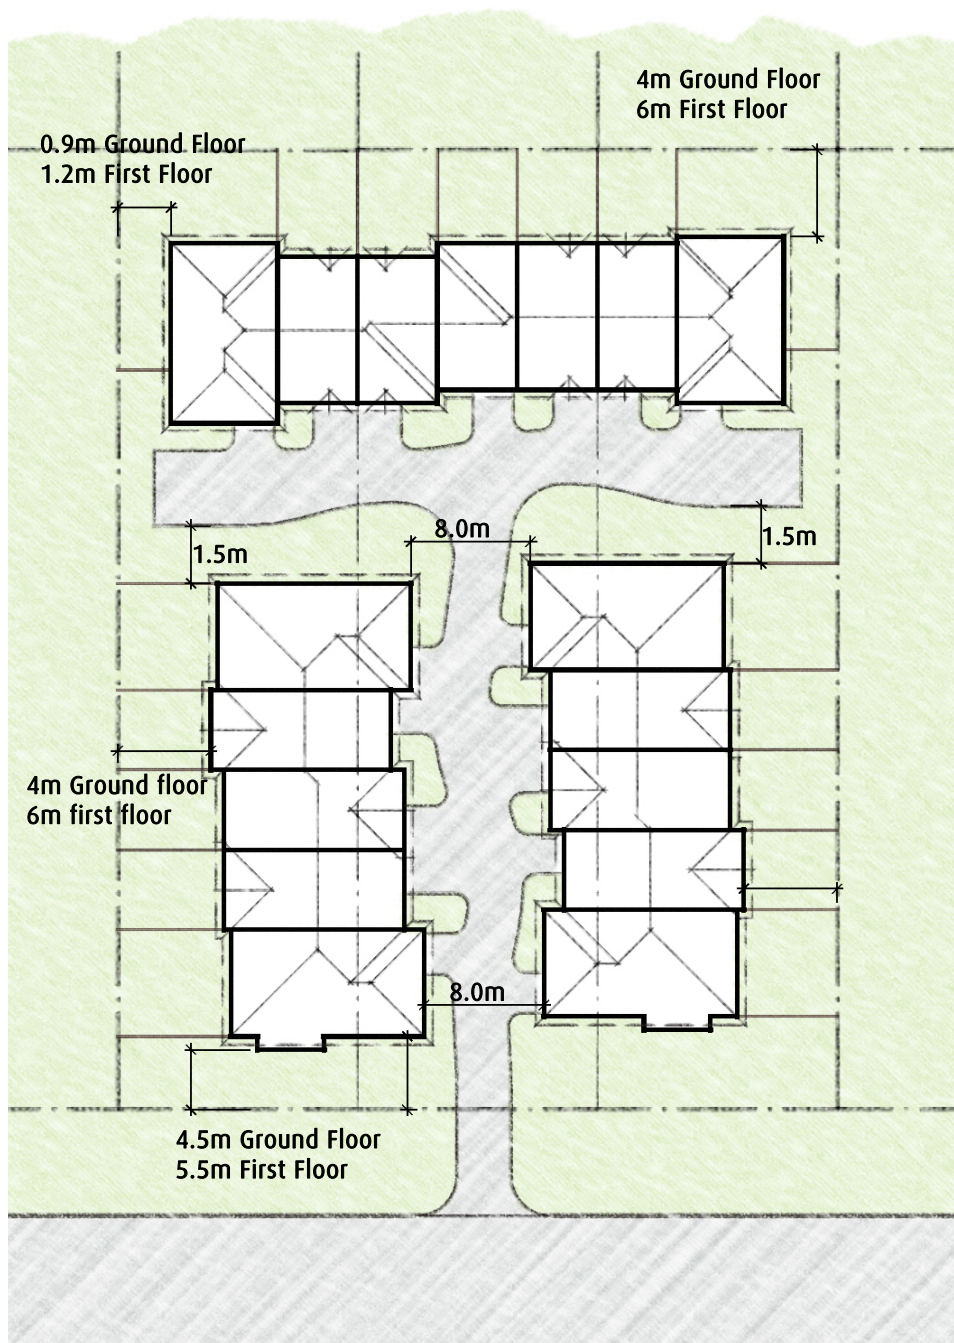 4m Ground Floor
6m First Floor
0.9m Ground Floor
1.2m First Floor
8.0m
1.5m
1.5m
4m Ground floor
6m first floor
8.0m
4.5m Ground Floor
5.5m First Floor